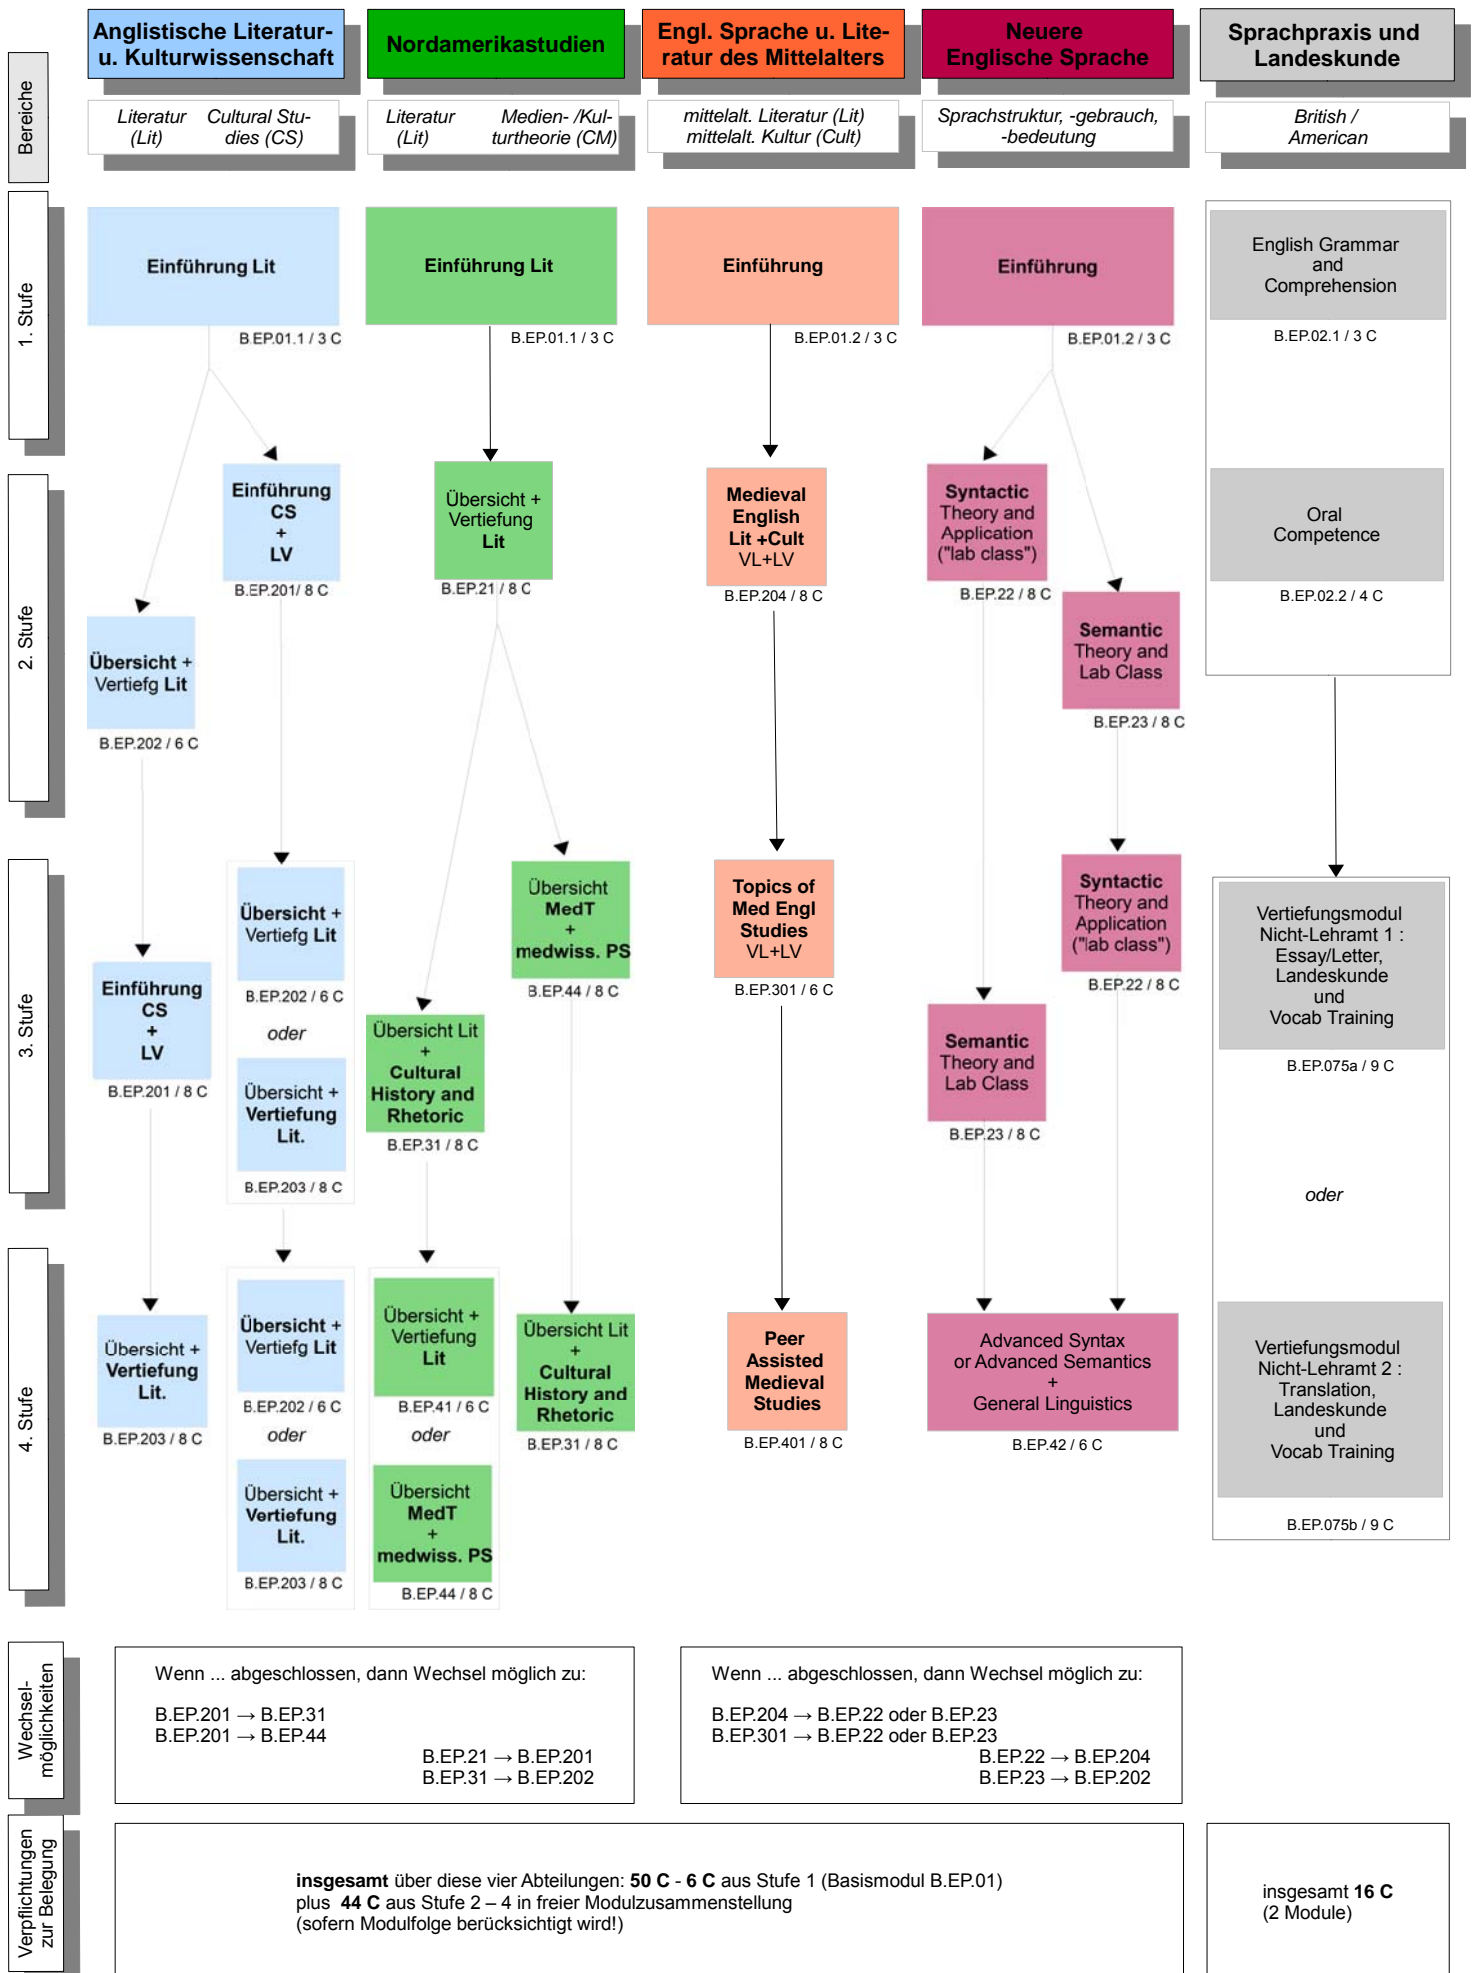 Anglistische Literatur-
u. Kulturwissenschaft
Nordamerikastudien
Engl. Sprache u. Lite-
ratur des Mittelalters
Neuere
Englische Sprache
Sprachpraxis und
Landeskunde
Bereiche
Literatur
(Lit)
Cultural Stu-
dies (CS)
Literatur
(Lit)
Medien- /Kul-
turtheorie (CM)
mittelalt. Literatur (Lit)
mittelalt. Kultur (Cult)
Sprachstruktur, -gebrauch,
-bedeutung
British /
American
1. Stufe
Einführung Lit
B.EP.01.1 / 3 C
Einführung Lit
B.EP.01.1 / 3 C
Einführung
B.EP.01.2 / 3 C
Einführung
B.EP.01.2 / 3 C
English Grammar
and
Comprehension
B.EP.02.1 / 3 C
2. Stufe
Einführung
CS
+
LV
B.EP.201/ 8 C
Übersicht +
Vertiefg Lit
B.EP.202 / 6 C
Übersicht +
Vertiefung
Lit
B.EP.21 / 8 C
Medieval
English
Lit +Cult
VL+LV
B.EP.204 / 8 C
Syntactic
Theory and
Application
("lab class")
B.EP.22 / 8 C
Semantic
Theory and
Lab Class
B.EP.23 / 8 C
Oral
Competence
B.EP.02.2 / 4 C
3. Stufe
Einführung
CS
+
LV
B.EP.201 / 8 C
Übersicht +
Vertiefg Lit
B.EP.202 / 6 C
oder
Übersicht +
Vertiefung
Lit.
B.EP.203 / 8 C
Übersicht Lit
+
Cultural
History and
Rhetoric
B.EP.31 / 8 C
Übersicht
MedT
+
medwiss. PS
B.EP.44 / 8 C
Topics of
Med Engl
Studies
VL+LV
B.EP.301 / 6 C
Semantic
Theory and
Lab Class
B.EP.23 / 8 C
Syntactic
Theory and
Application
("lab class")
B.EP.22 / 8 C
Vertiefungsmodul
Nicht-Lehramt 1 :
Essay/Letter,
Landeskunde
und
Vocab Training
B.EP.075a / 9 C
oder
4. Stufe
Übersicht +
Vertiefung
Lit.
B.EP.203 / 8 C
Übersicht +
Vertiefg Lit
B.EP.202 / 6 C
oder
Übersicht +
Vertiefung
Lit.
B.EP.203 / 8 C
Übersicht +
Vertiefung
Lit
B.EP.41 / 6 C
oder
Übersicht
MedT
+
medwiss. PS
B.EP.44 / 8 C
Übersicht Lit
+
Cultural
History and
Rhetoric
B.EP.31 / 8 C
Peer
Assisted
Medieval
Studies
B.EP.401 / 8 C
Advanced Syntax
or Advanced Semantics
+
General Linguistics
B.EP.42 / 6 C
Vertiefungsmodul
Nicht-Lehramt 2 :
Translation,
Landeskunde
und
Vocab Training
B.EP.075b / 9 C
Wechsel-
möglichkeiten
Wenn ... abgeschlossen, dann Wechsel möglich zu:
B.EP.201 → B.EP.31
B.EP.201 → B.EP.44
B.EP.21 → B.EP.201
B.EP.31 → B.EP.202
Wenn ... abgeschlossen, dann Wechsel möglich zu:
B.EP.204 → B.EP.22 oder B.EP.23
B.EP.301 → B.EP.22 oder B.EP.23
B.EP.22 → B.EP.204
B.EP.23 → B.EP.202
Verpflichtungen
zur Belegung
insgesamt über diese vier Abteilungen: 50 C - 6 C aus Stufe 1 (Basismodul B.EP.01)
plus 44 C aus Stufe 2 – 4 in freier Modulzusammenstellung
(sofern Modulfolge berücksichtigt wird!)
insgesamt 16 C
(2 Module)